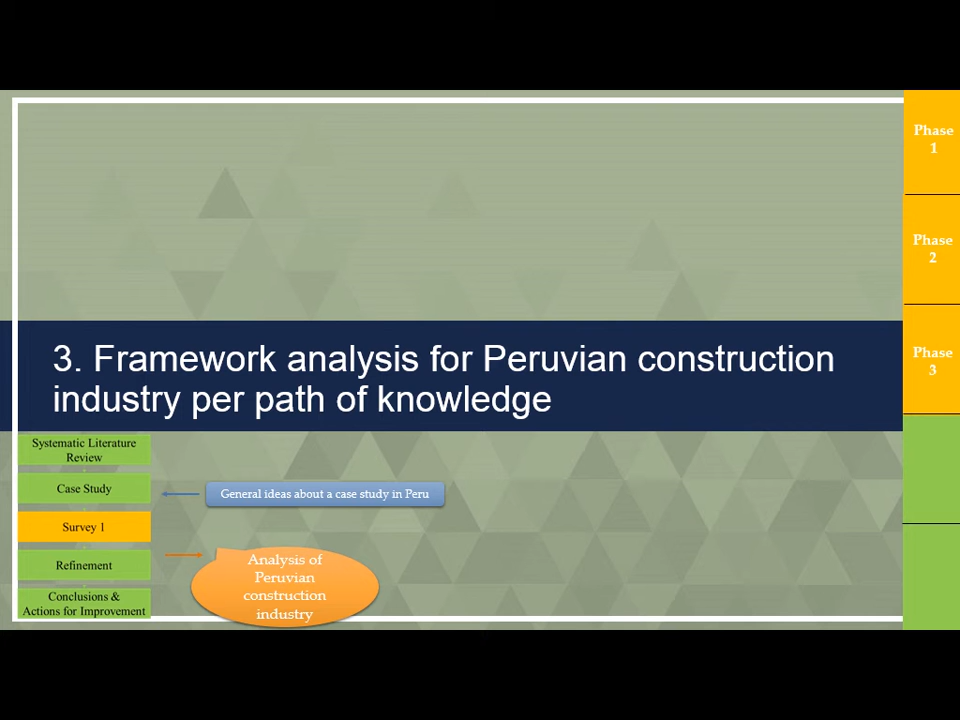 3. Framework analysis for Peruvian construction
industry per path of knowledge
Systematic Literature
Review
Case Study
General ideas about a case study in Peru
Survey 1
Refinement
Analysis of
Peruvian
construction
industry
Conclusions &
Actions for Improvement
Phase
1
Phase
2
Phase
3